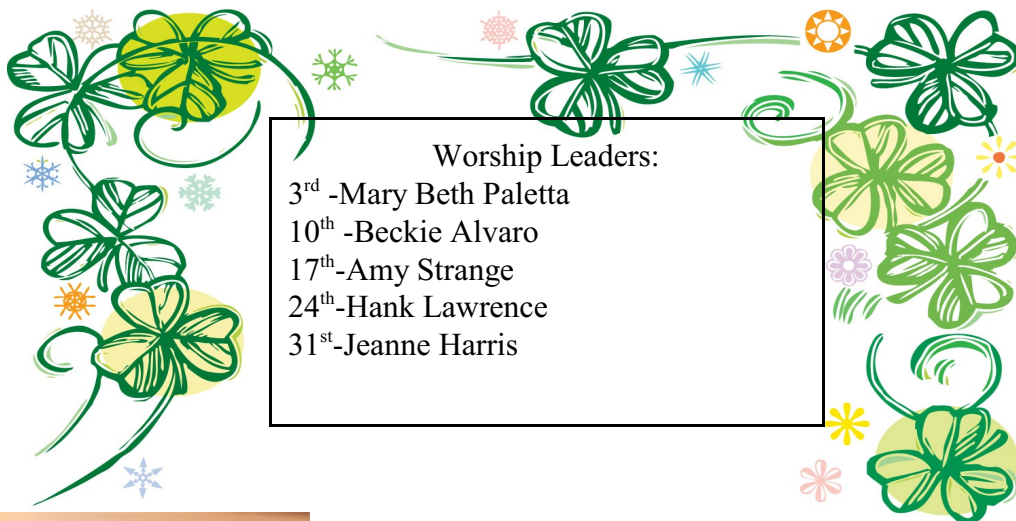 Worship Leaders:
3rd -Mary Beth Paletta
10th -Beckie Alvaro
17th-Amy Strange
24th-Hank Lawrence
31st-Jeanne Harris